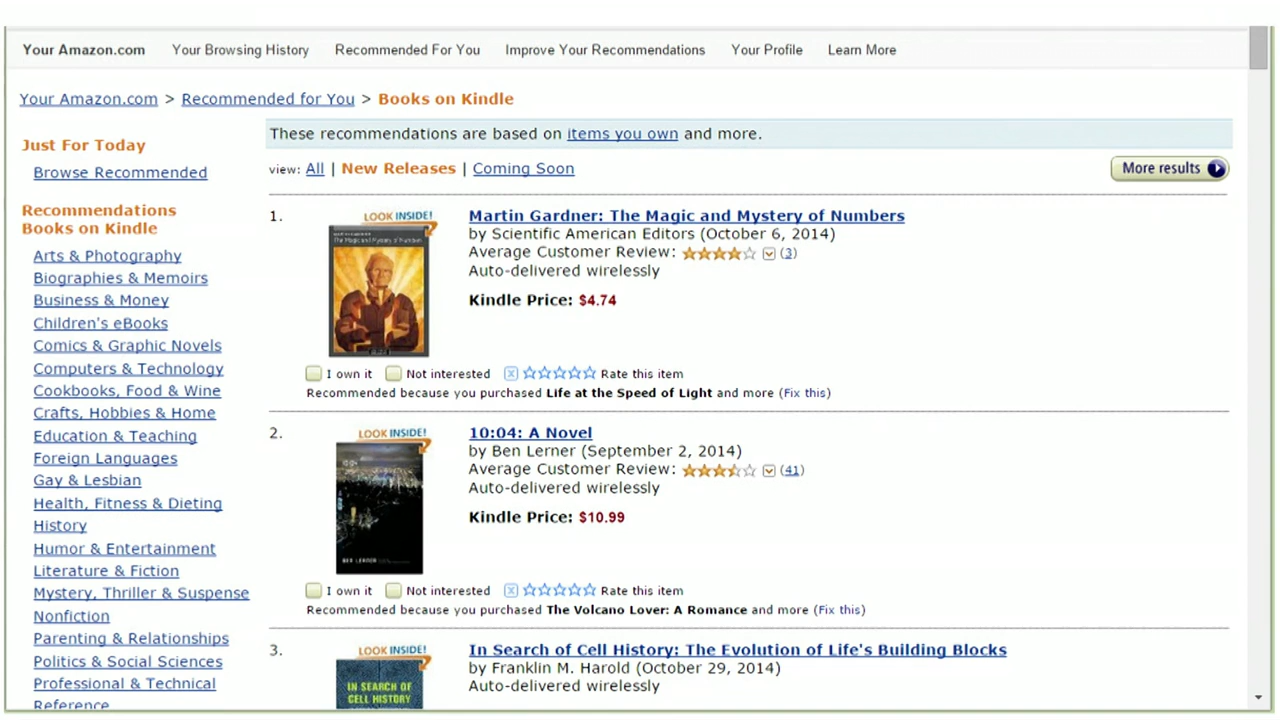 Your Amazon.com Your Browsing History Recommended For You Improve Your Recommendations Your Profile Learn More
Your Amazon.com > Recommended for You > Books on Kindle
Just For Today
Browse Recommended
Recommendations
Books on Kindle
Arts & Photography
Biographies & Memoirs
Business & Money
Children's eBooks
Comics & Graphic Novels
Computers & Technology
Cookbooks, Food & Wine
Crafts, Hobbies & Home
Education & Teaching
Foreign Languages
Gay & Lesbian
Health, Fitness & Dieting
History
Humor & Entertainment
Literature & Fiction
Mystery, Thriller & Suspense
Nonfiction
Parenting & Relationships
Politics & Social Sciences
Professional & Technical
Reference
These recommendations are based on items you own and more.
view: All | New Releases | Coming Soon
More results
1.
LOOK INSIDE!
The Magic and Mystery of Numbers
Martin Gardner: The Magic and Mystery of Numbers
by Scientific American Editors (October 6, 2014)
Average Customer Review: (3)
Auto-delivered wirelessly
Kindle Price: $4.74
I own it Not interested x Rate this item
Recommended because you purchased Life at the Speed of Light and more (Fix this)
2.
LOOK INSIDE!
BEN LERNER
10:04: A Novel
by Ben Lerner (September 2, 2014)
Average Customer Review: (41)
Auto-delivered wirelessly
Kindle Price: $10.99
I own it Not interested x Rate this item
Recommended because you purchased The Volcano Lover: A Romance and more (Fix this)
3.
LOOK INSIDE!
IN SEARCH OF
CELL HISTORY
In Search of Cell History: The Evolution of Life's Building Blocks
by Franklin M. Harold (October 29, 2014)
Auto-delivered wirelessly